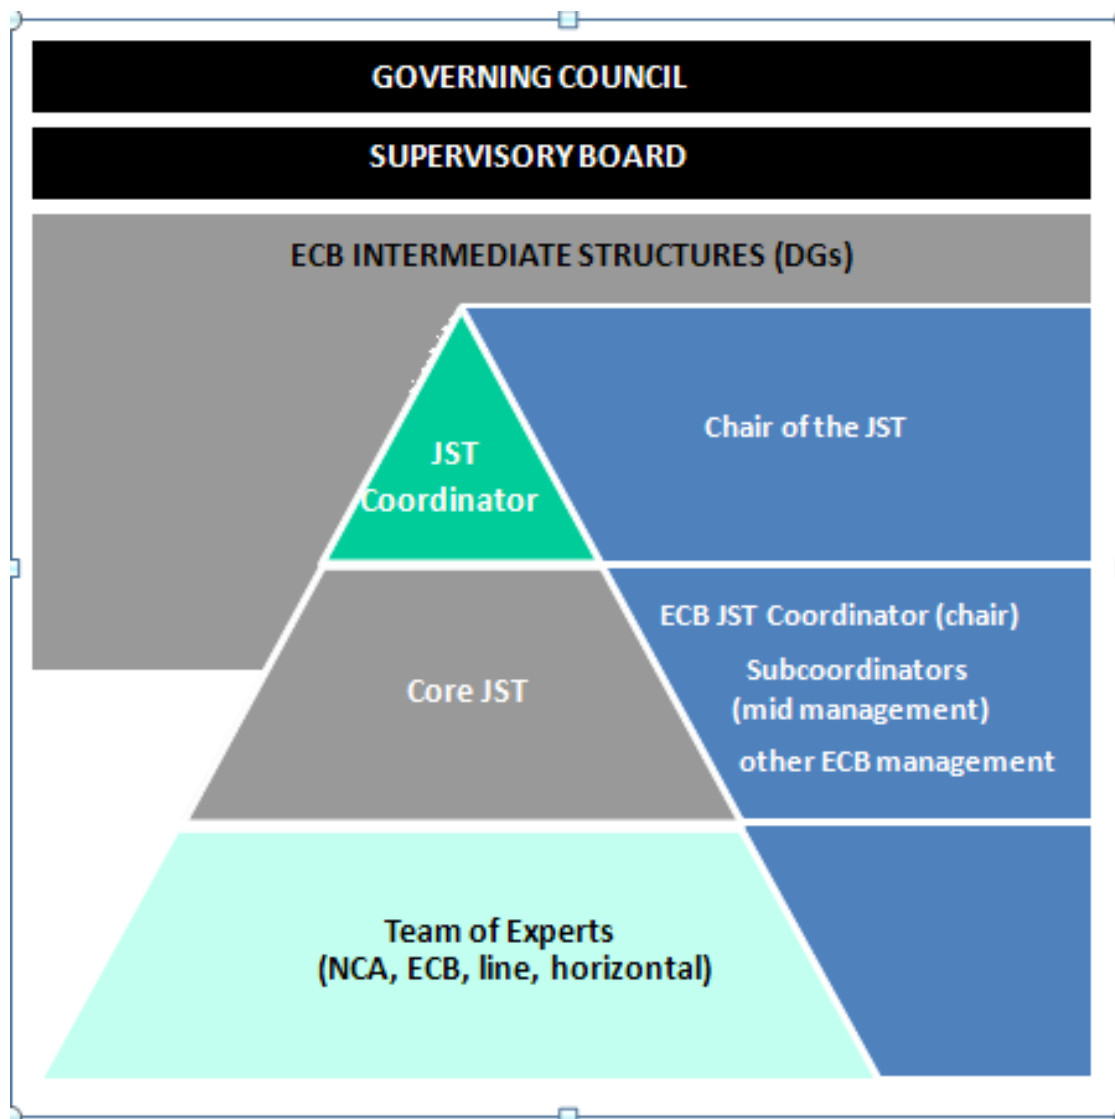 GOVERNING COUNCIL
SUPERVISORY BOARD
ECB INTERMEDIATE STRUCTURES (DGs)
JST
Coordinator
Chair of the JST
Core JST
ECB JST Coordinator (chair)
Subcoordinators
(mid management)
other ECB management
Team of Experts
(NCA, ECB, line, horizontal)